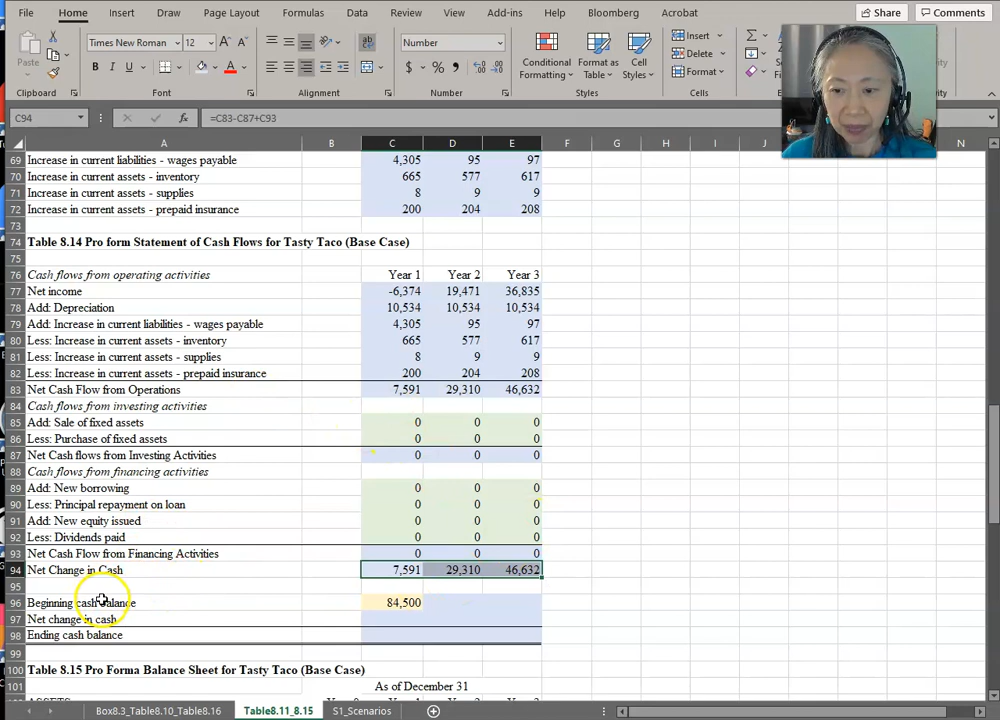 File Home Insert Draw Page Layout Formulas Data Review View Add-ins Help Bloomberg Acrobat Share Comments
Paste Times New Roman 12 Number Conditional Formatting Format as Table Cell Styles Insert Delete Format
Clipboard Font Alignment Number Styles Cells
C94 fx =C83-C87+C93
A B C D E F G H I J N
69 Increase in current liabilities - wages payable 4,305 95 97
70 Increase in current assets - inventory 665 577 617
71 Increase in current assets - supplies 8 9 9
72 Increase in current assets - prepaid insurance 200 204 208
73
74 Table 8.14 Pro form Statement of Cash Flows for Tasty Taco (Base Case)
75
76 Cash flows from operating activities Year 1 Year 2 Year 3
77 Net income -6,374 19,471 36,835
78 Add: Depreciation 10,534 10,534 10,534
79 Add: Increase in current liabilities - wages payable 4,305 95 97
80 Less: Increase in current assets - inventory 665 577 617
81 Less: Increase in current assets - supplies 8 9 9
82 Less: Increase in current assets - prepaid insurance 200 204 208
83 Net Cash Flow from Operations 7,591 29,310 46,632
84 Cash flows from investing activities
85 Add: Sale of fixed assets 0 0 0
86 Less: Purchase of fixed assets 0 0 0
87 Net Cash flows from Investing Activities 0 0 0
88 Cash flows from financing activities
89 Add: New borrowing 0 0 0
90 Less: Principal repayment on loan 0 0 0
91 Add: New equity issued 0 0 0
92 Less: Dividends paid 0 0 0
93 Net Cash Flow from Financing Activities 0 0 0
94 Net Change in Cash 7,591 29,310 46,632
95
96 Beginning cash balance 84,500
97 Net change in cash
98 Ending cash balance
99
100 Table 8.15 Pro Forma Balance Sheet for Tasty Taco (Base Case)
101 As of December 31
Box8.3_Table8.10_Table8.16 Table8.11_8.15 S1_Scenarios